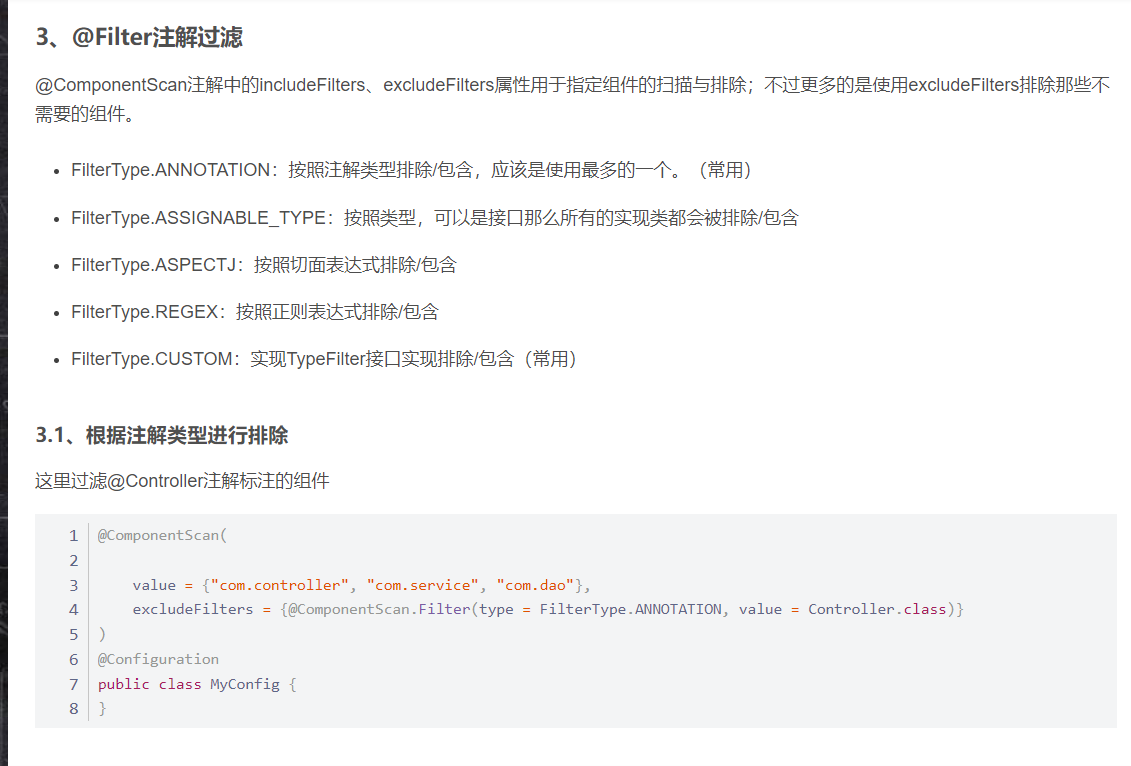 3、@Filter注解过滤
@ComponentScan注解中的includeFilters、excludeFilters属性用于指定组件的扫描与排除；不过更多的是使用excludeFilters排除那些不
需要的组件。
• FilterType.ANNOTATION：按照注解类型排除/包含，应该是使用最多的一个。（常用）
• FilterType.ASSIGNABLE_TYPE：按照类型，可以是接口那么所有的实现类都会被排除/包含
• FilterType.ASPECTJ：按照切面表达式排除/包含
• FilterType.REGEX：按照正则表达式排除/包含
• FilterType.CUSTOM：实现TypeFilter接口实现排除/包含（常用）
3.1、根据注解类型进行排除
这里过滤@Controller注解标注的组件
1 @ComponentScan(
2
3     value = {"com.controller", "com.service", "com.dao"},
4     excludeFilters = {@ComponentScan.Filter(type = FilterType.ANNOTATION, value = Controller.class)}
5 )
6 @Configuration
7 public class MyConfig {
8 }